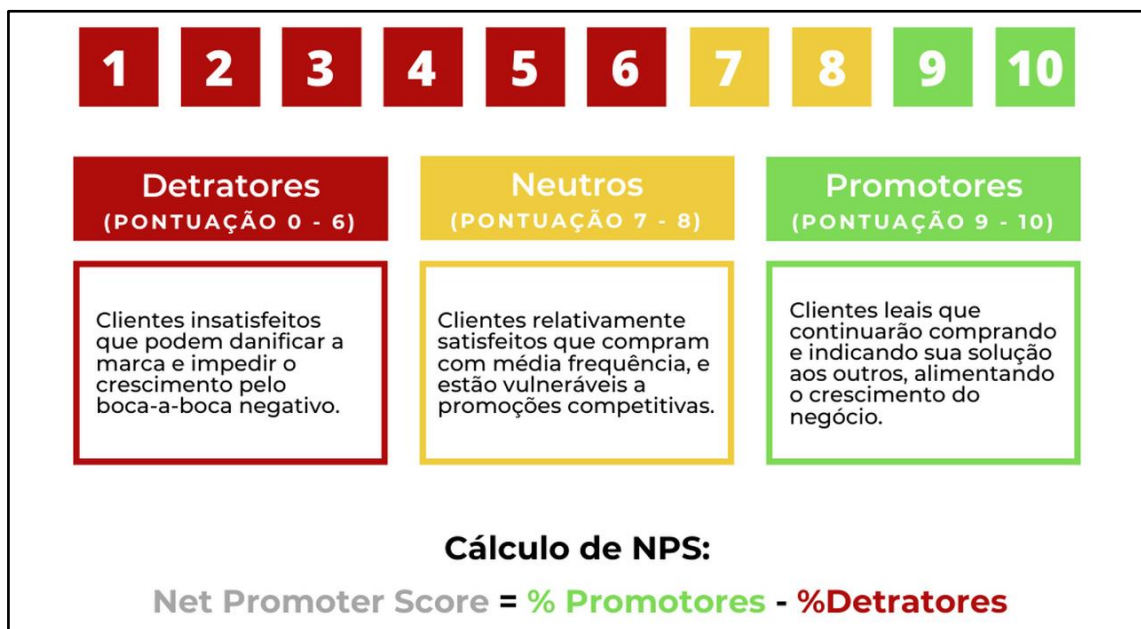 1 2 3 4 5 6 7 8 9 10
Detratores
(PONTUAÇÃO 0 - 6)
Clientes insatisfeitos
que podem danificar a
marca e impedir o
crescimento pelo
boca-a-boca negativo.
Neutros
(PONTUAÇÃO 7 - 8)
Clientes relativamente
satisfeitos que compram
com média frequência, e
estão vulneráveis a
promoções competitivas.
Promotores
(PONTUAÇÃO 9 - 10)
Clientes leais que
continuarão comprando
e indicando sua solução
aos outros, alimentando
o crescimento do
negócio.
Cálculo de NPS:
Net Promoter Score = % Promotores - %Detratores